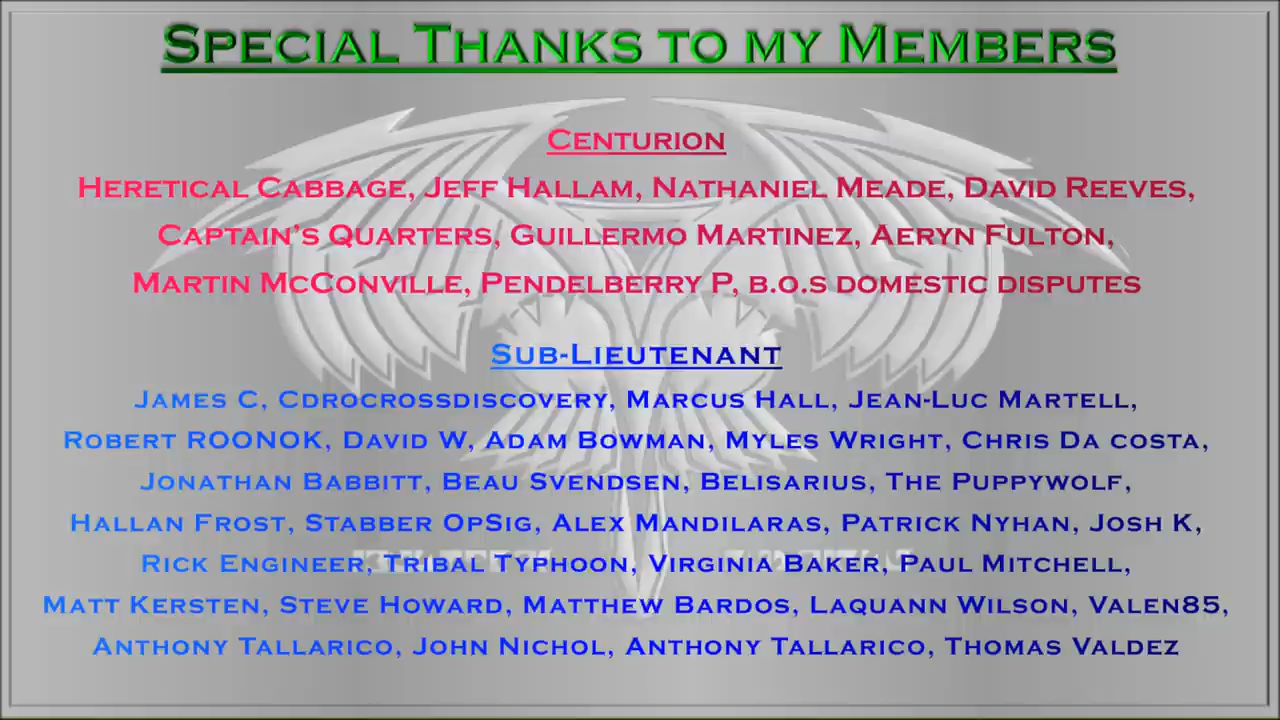 Special Thanks to my Members
Centurion
Heretical Cabbage, Jeff Hallam, Nathaniel Meade, David Reeves,
Captain's Quarters, Guillermo Martinez, Aeryn Fulton,
Martin McConville, Pendelberry P, b.o.s domestic disputes
Sub-Lieutenant
James C, Cdrocrossdiscovery, Marcus Hall, Jean-Luc Martell,
Robert ROONOK, David W, Adam Bowman, Myles Wright, Chris Da costa,
Jonathan Babbitt, Beau Svendsen, Belisarius, The Puppywolf,
Hallan Frost, Stabber OpSig, Alex Mandilaras, Patrick Nyhan, Josh K,
Rick Engineer, Tribal Typhoon, Virginia Baker, Paul Mitchell,
Matt Kersten, Steve Howard, Matthew Bardos, Laquann Wilson, Valen85,
Anthony Tallarico, John Nichol, Anthony Tallarico, Thomas Valdez